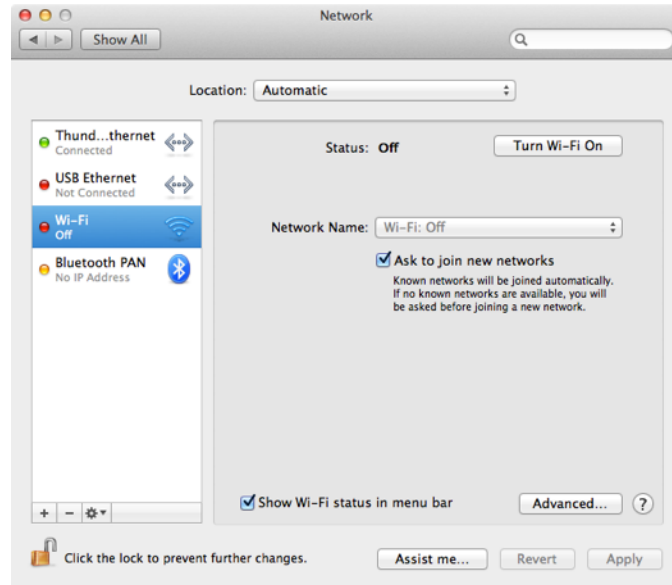 Network
Show All
Location: Automatic
Thund...thernet
Connected
USB Ethernet
Not Connected
Wi-Fi
Off
Bluetooth PAN
No IP Address
Status: Off
Turn Wi-Fi On
Network Name: Wi-Fi: Off
Ask to join new networks
Known networks will be joined automatically.
If no known networks are available, you will
be asked before joining a new network.
Show Wi-Fi status in menu bar
Advanced...
?
Click the lock to prevent further changes.
Assist me...
Revert
Apply